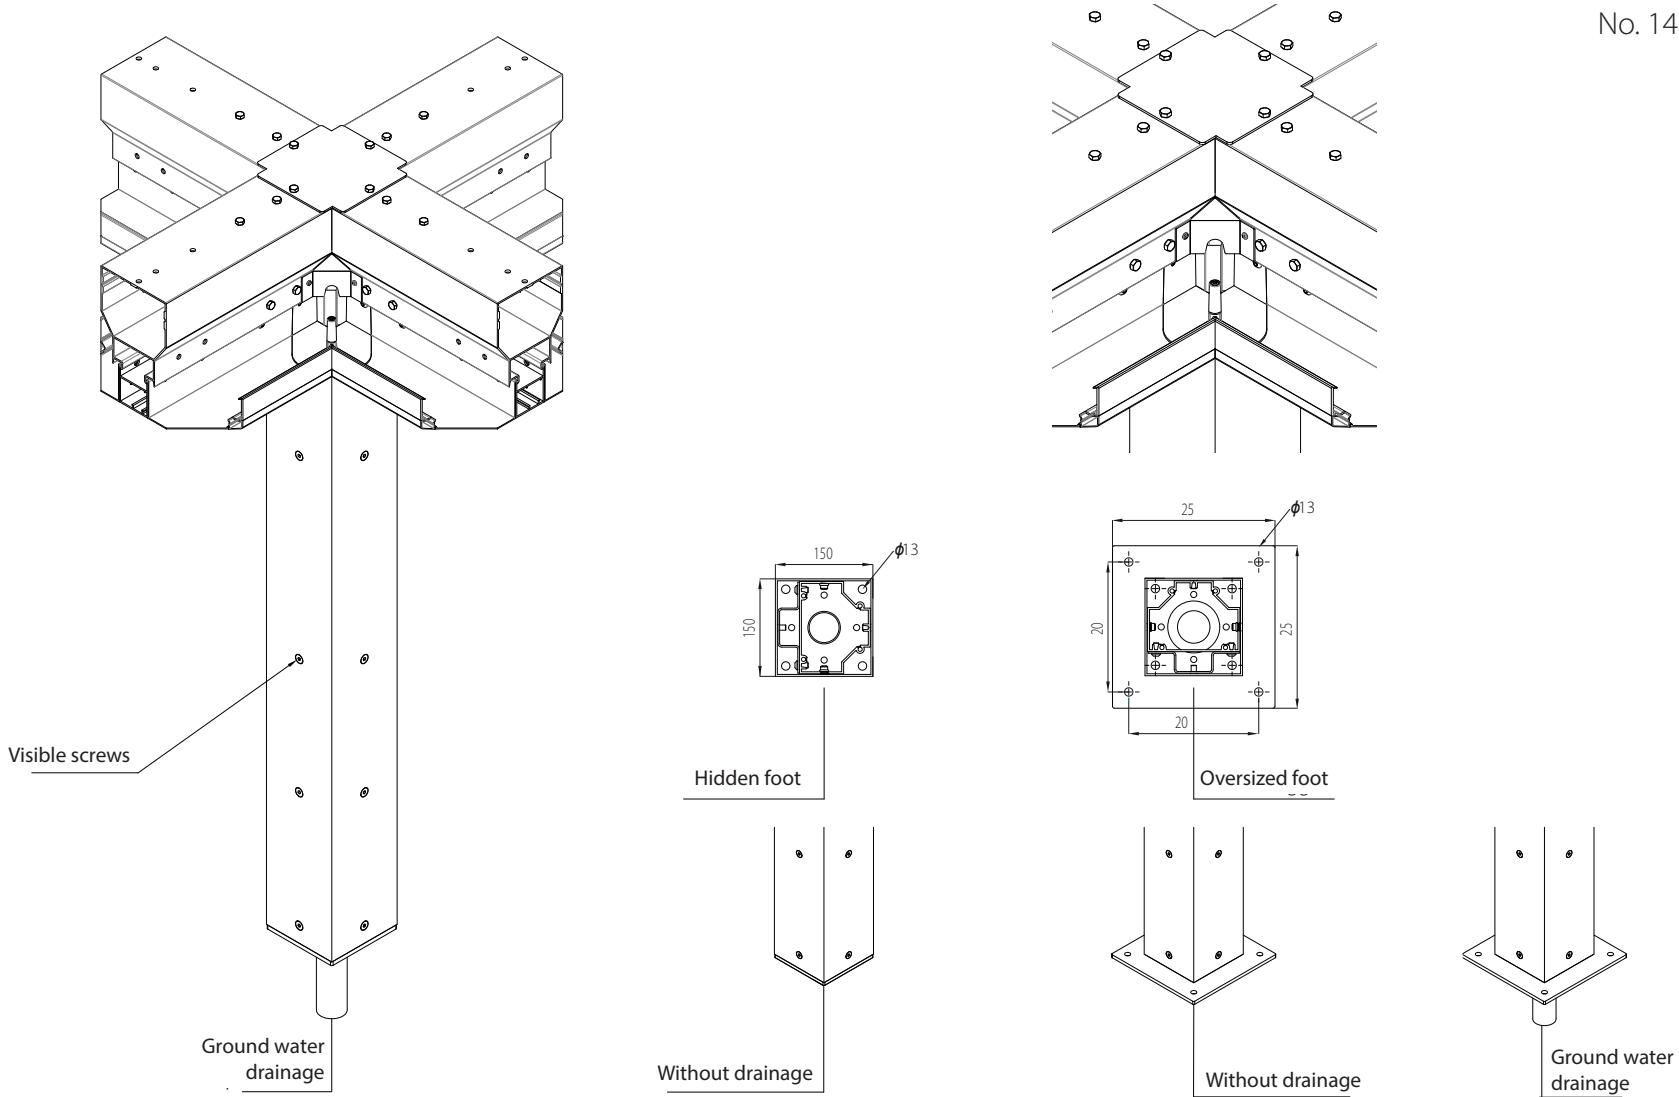 No. 14
25
ϕ13
150
ϕ13
150
20
25
20
Visible screws
Hidden foot
Oversized foot
Ground water
drainage
Without drainage
Without drainage
Ground water
drainage